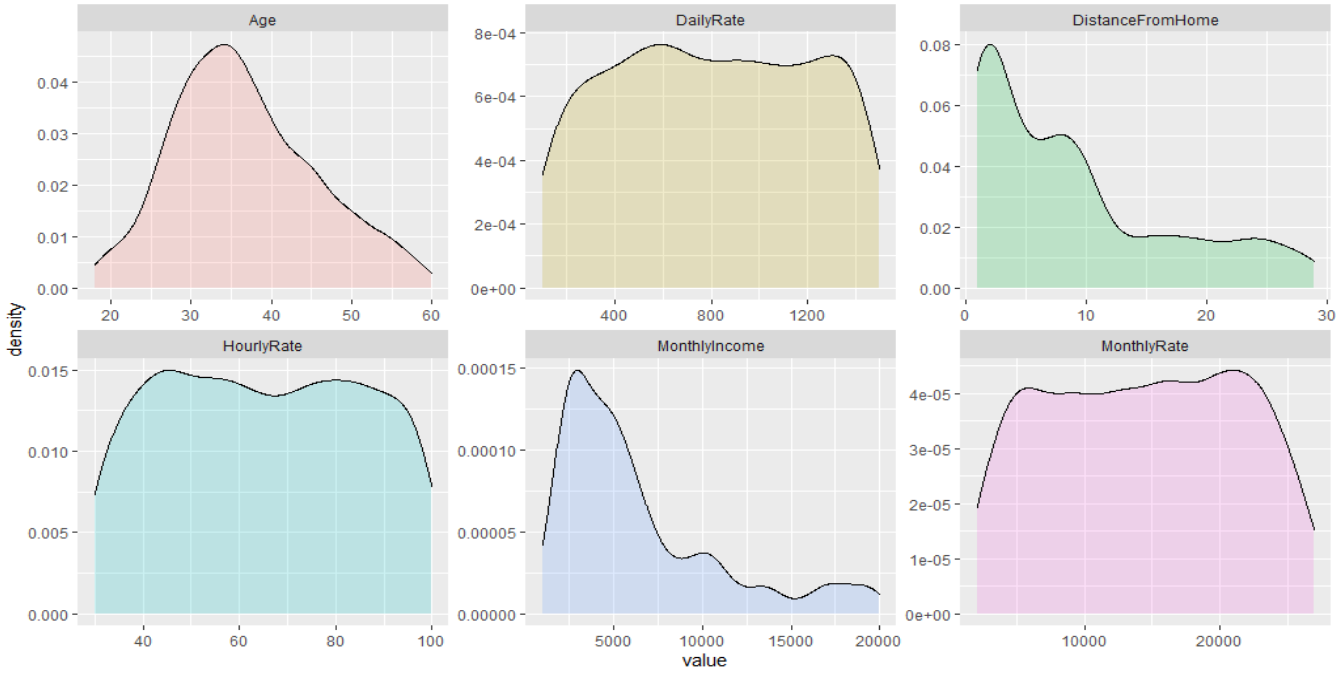 Age
DailyRate
DistanceFromHome
0.04
0.03
0.02
0.01
0.00
20
30
40
50
60
8e-04
6e-04
4e-04
2e-04
0e+00
400
800
1200
0.08
0.06
0.04
0.02
0.00
0
10
20
30
density
HourlyRate
MonthlyIncome
MonthlyRate
0.015
0.010
0.005
0.000
40
60
80
100
0.00015
0.00010
0.00005
0.00000
5000
10000
15000
20000
4e-05
3e-05
2e-05
1e-05
0e+00
10000
20000
value